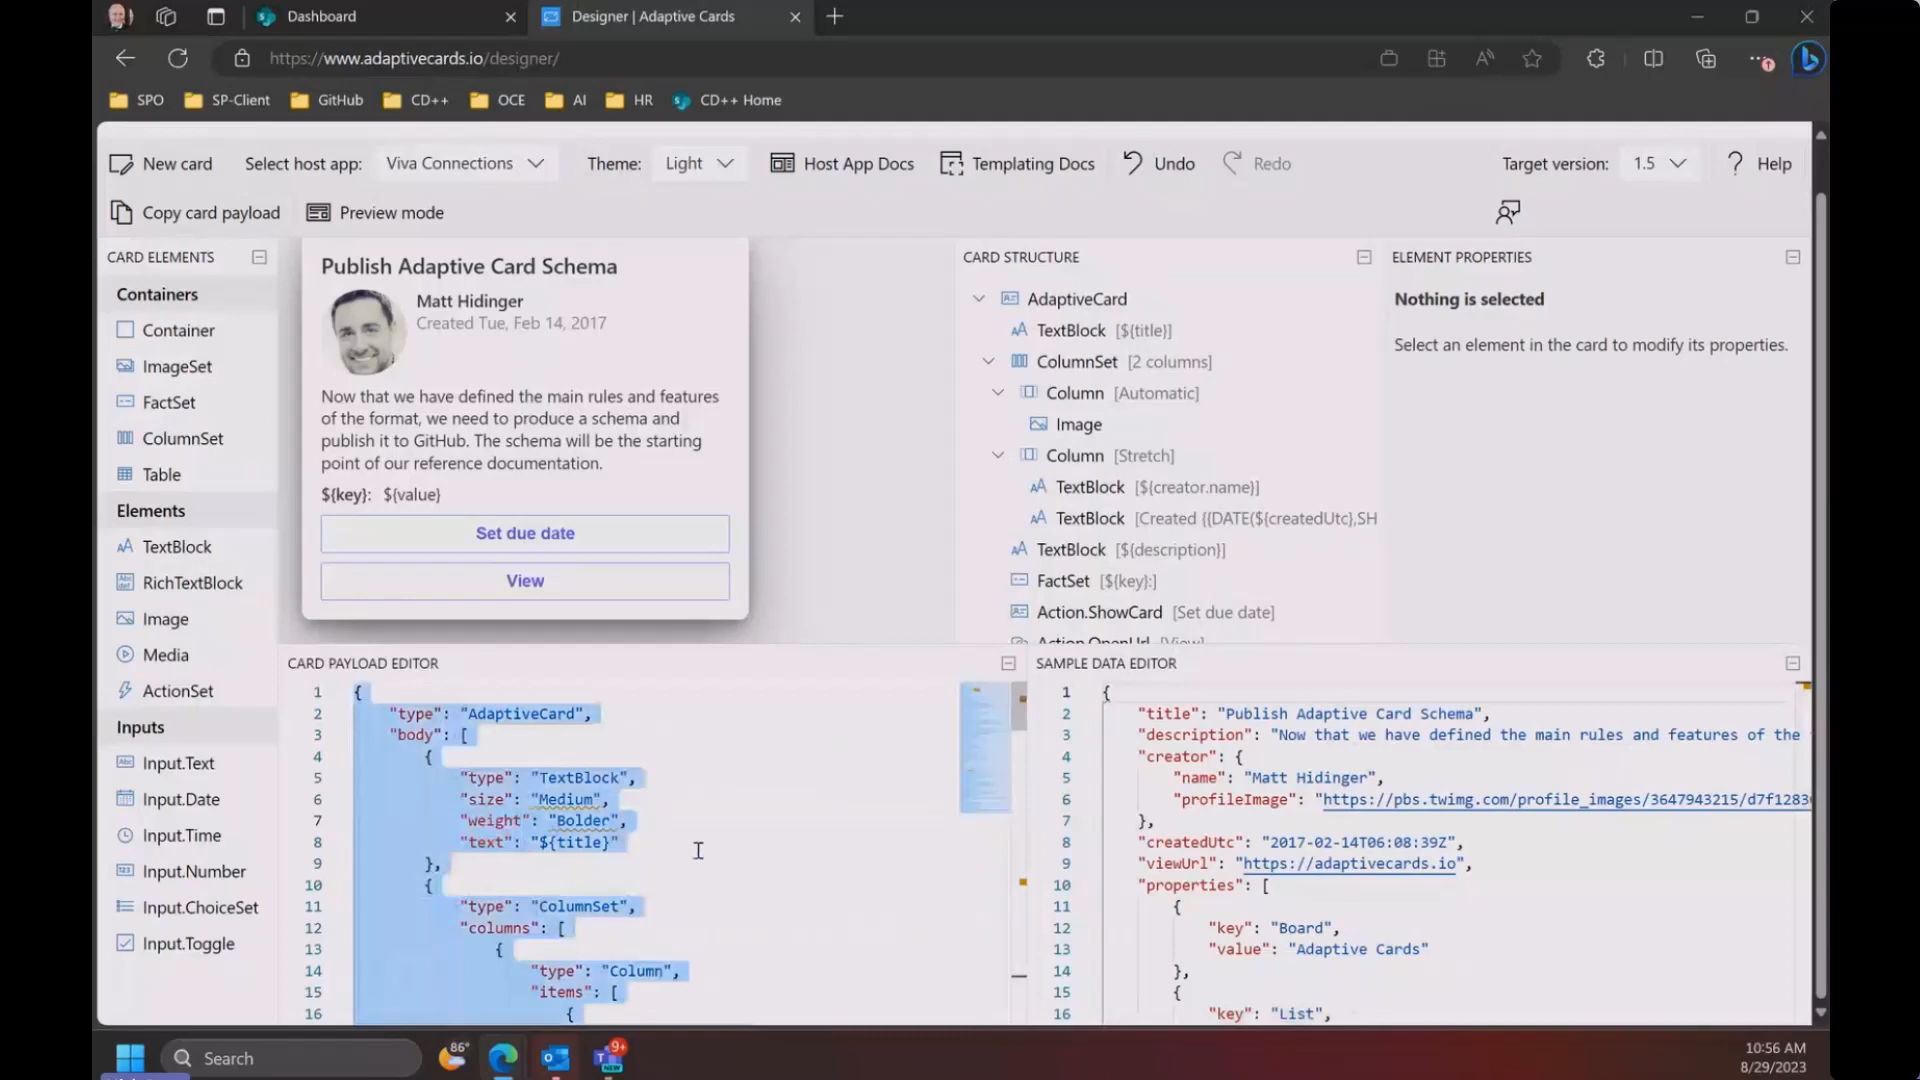 Dashboard
Designer | Adaptive Cards
https://www.adaptivecards.io/designer/
SPO
SP-Client
GitHub
CD++
OCE
AI
HR
CD++ Home
New card
Select host app:
Viva Connections
Theme:
Light
Host App Docs
Templating Docs
Undo
Redo
Target version:
1.5
? Help
Copy card payload
Preview mode
CARD ELEMENTS
Containers
Container
ImageSet
FactSet
ColumnSet
Table
Elements
TextBlock
RichTextBlock
Image
Media
ActionSet
Inputs
Input.Text
Input.Date
Input.Time
Input.Number
Input.ChoiceSet
Input.Toggle
Publish Adaptive Card Schema
Matt Hidinger
Created Tue, Feb 14, 2017
Now that we have defined the main rules and features
of the format, we need to produce a schema and
publish it to GitHub. The schema will be the starting
point of our reference documentation.
${key}: ${value}
Set due date
View
CARD STRUCTURE
AdaptiveCard
TextBlock [${title}]
ColumnSet [2 columns]
Column [Automatic]
Image
Column [Stretch]
TextBlock [${creator.name}]
TextBlock [Created {{DATE(${createdUtc},SH
TextBlock [${description}]
FactSet [${key}:]
Action.ShowCard [Set due date]
Action.OpenUrl [View]
ELEMENT PROPERTIES
Nothing is selected
Select an element in the card to modify its properties.
CARD PAYLOAD EDITOR
1 {
2 "type": "AdaptiveCard",
3 "body": [
4 {
5 "type": "TextBlock",
6 "size": "Medium",
7 "weight": "Bolder",
8 "text": "${title}"
9 },
10 {
11 "type": "ColumnSet",
12 "columns": [
13 {
14 "type": "Column",
15 "items": [
16 {
SAMPLE DATA EDITOR
1 {
2 "title": "Publish Adaptive Card Schema",
3 "description": "Now that we have defined the main rules and features of the
4 "creator": {
5 "name": "Matt Hidinger",
6 "profileImage": "https://pbs.twimg.com/profile_images/3647943215/d7f1283
7 },
8 "createdUtc": "2017-02-14T06:08:39Z",
9 "viewUrl": "https://adaptivecards.io",
10 "properties": [
11 {
12 "key": "Board",
13 "value": "Adaptive Cards"
14 },
15 {
16 "key": "List",
Search
86°
9+
NEW
10:56 AM
8/29/2023